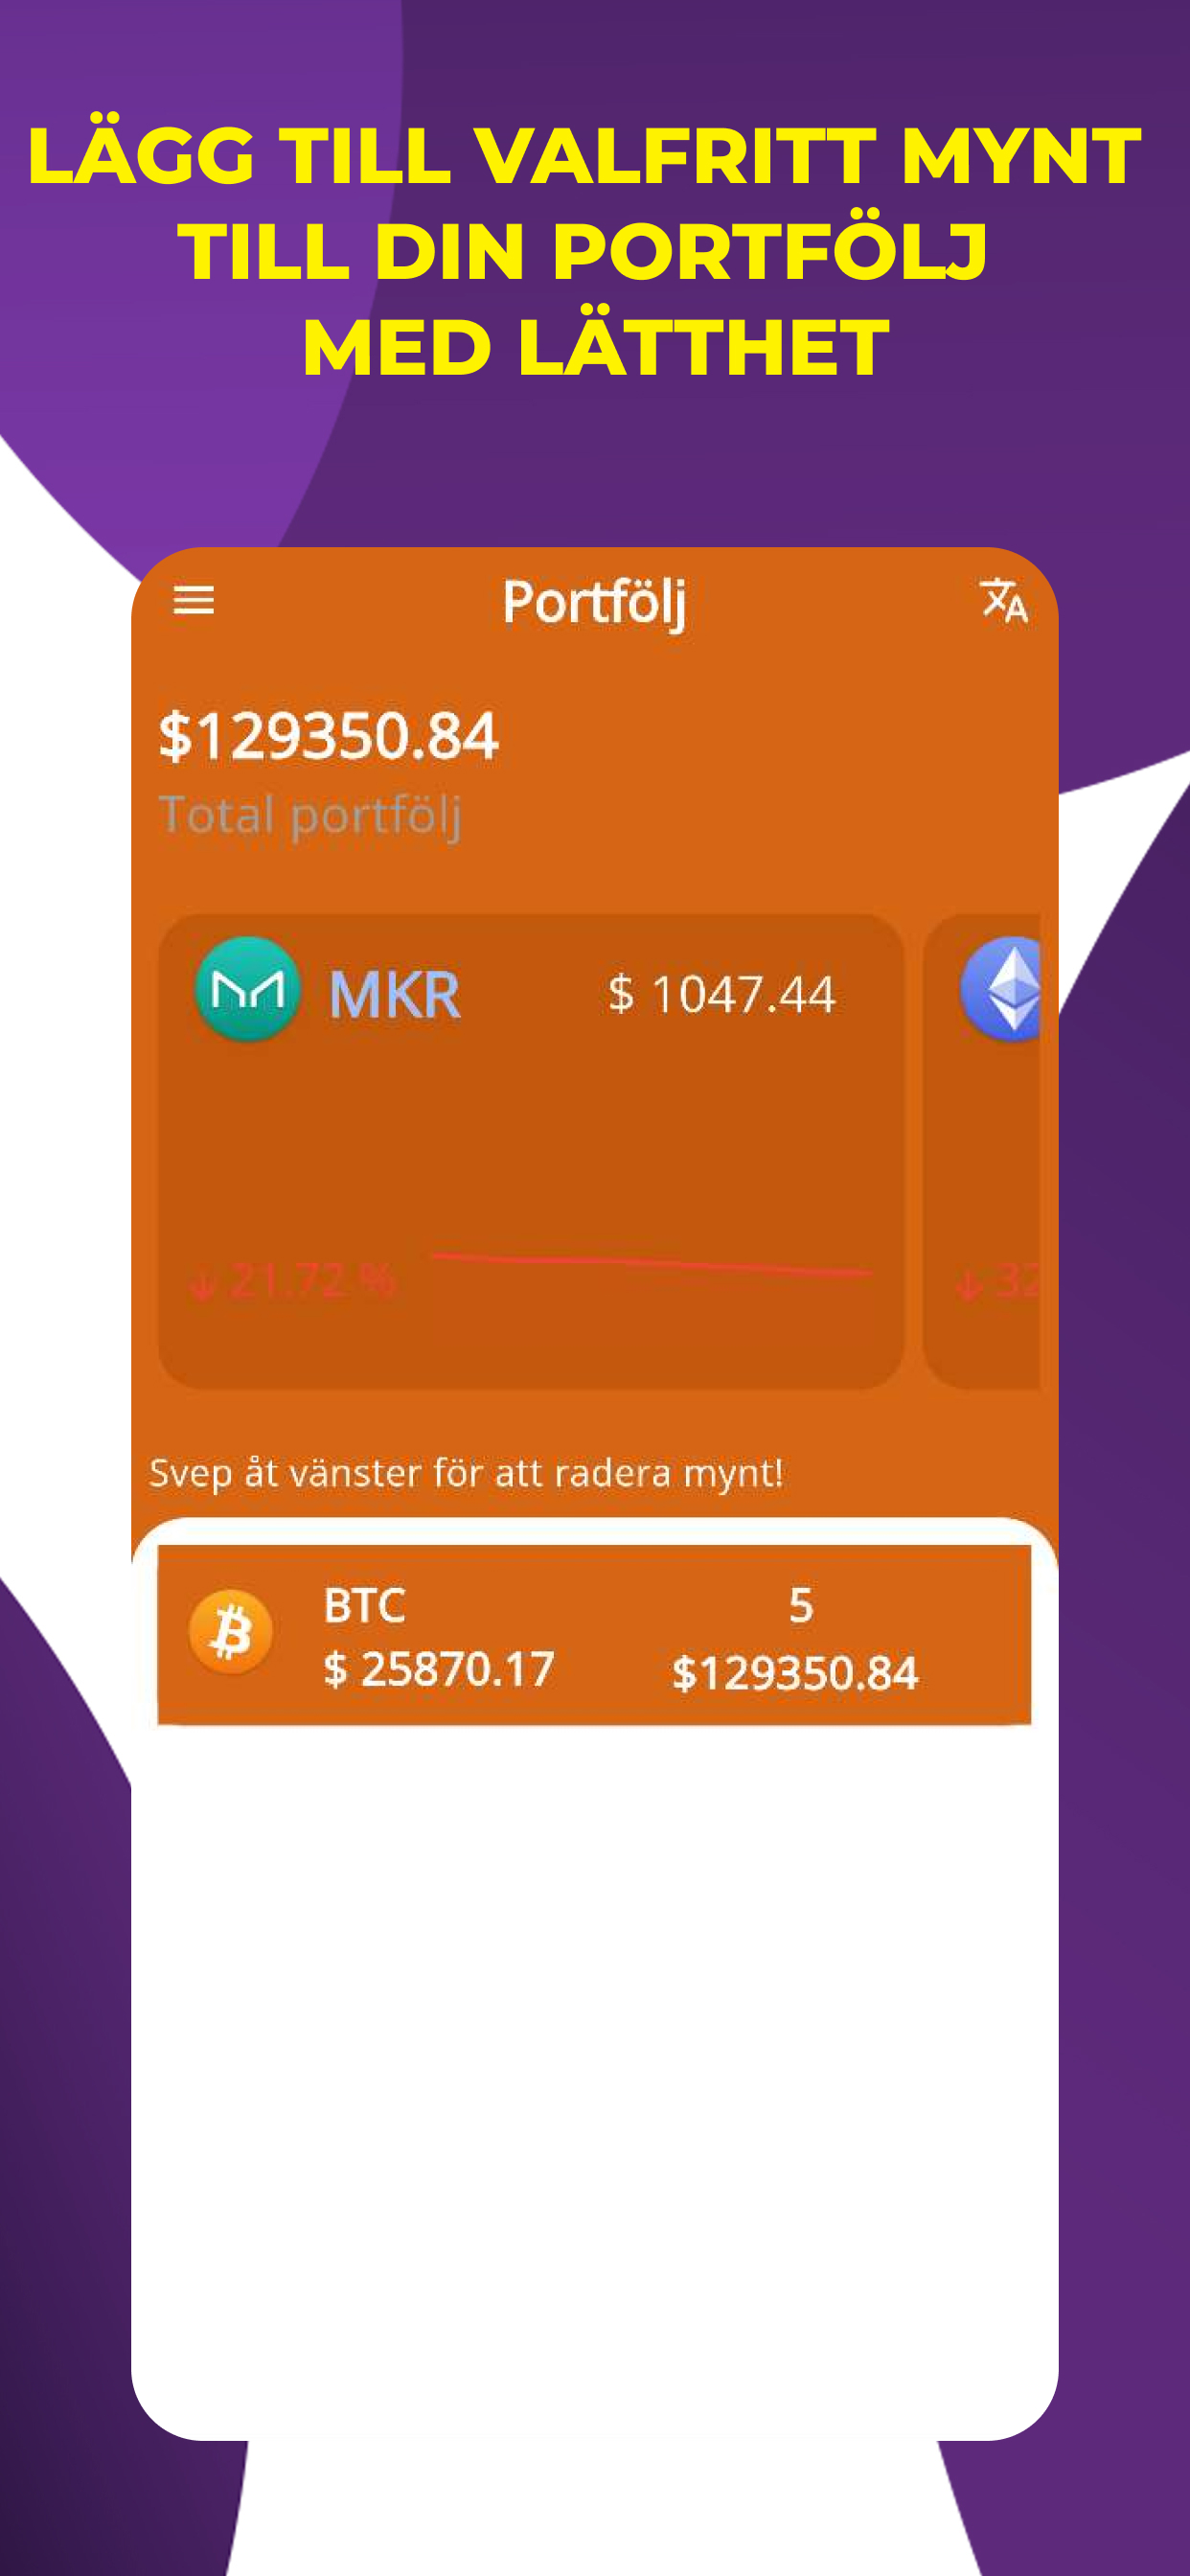 LÄGG TILL VALFRITT MYNT
TILL DIN PORTFÖLJ
MED LÄTTHET
Portfölj
$129350.84
Total portfölj
MKR $ 1047.44
↓ 21.72 % ↓ 32
Svep åt vänster för att radera mynt!
BTC 5
$ 25870.17 $129350.84